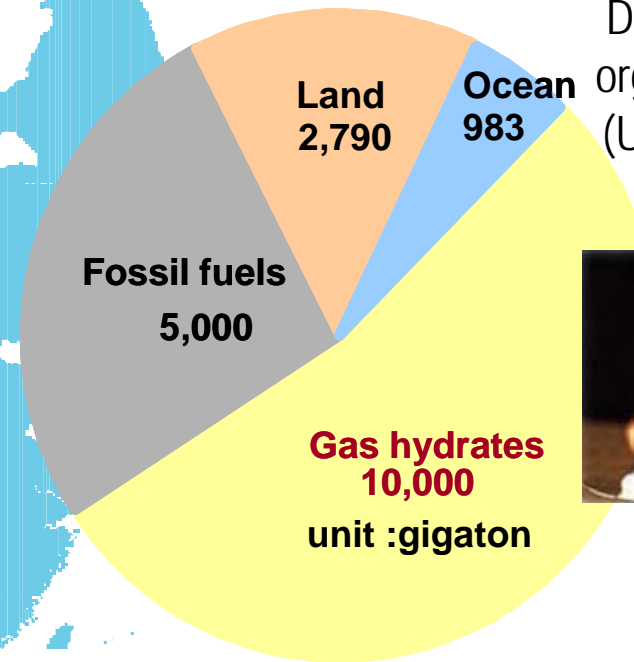 Land
2,790
Ocean
983
Fossil fuels
5,000
Gas hydrates
10,000
unit :gigaton